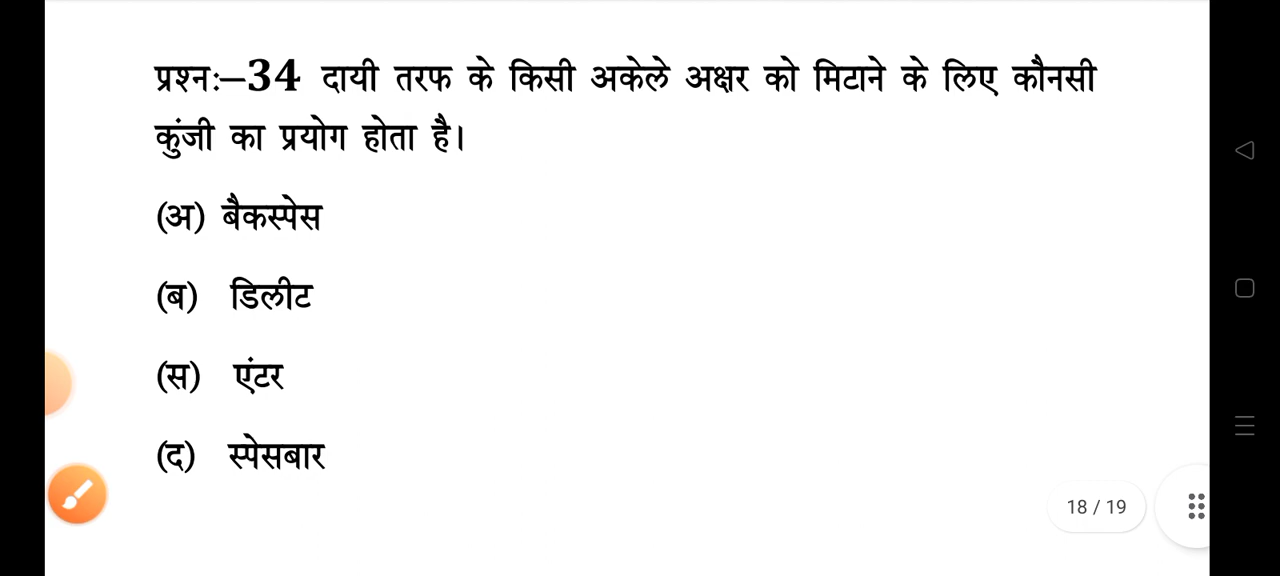 प्रश्नः–34 दायी तरफ के किसी अकेले अक्षर को मिटाने के लिए कौनसी
कुंजी का प्रयोग होता है।
(अ) बैकस्पेस
(ब) डिलीट
(स) एंटर
(द) स्पेसबार
18 / 19